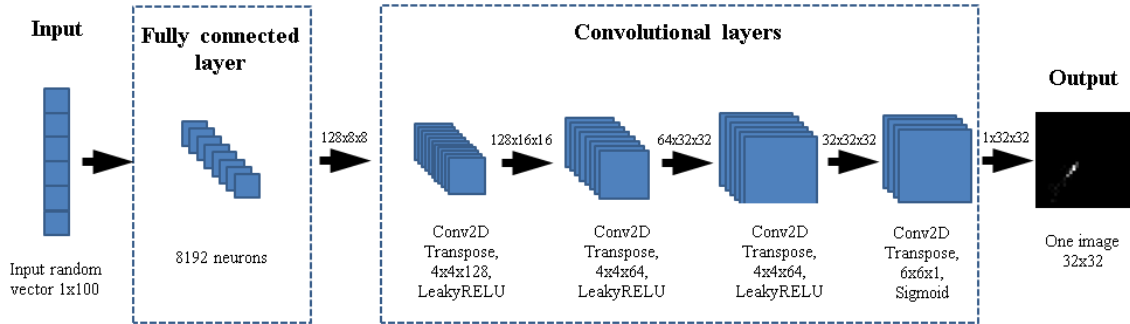 Input
Fully connected
layer
Convolutional layers
Output
128x8x8
128x16x16
64x32x32
32x32x32
1x32x32
Input random
vector 1x100
8192 neurons
Conv2D
Transpose,
4x4x128,
LeakyRELU
Conv2D
Transpose,
4x4x64,
LeakyRELU
Conv2D
Transpose,
4x4x64,
LeakyRELU
Conv2D
Transpose,
6x6x1,
Sigmoid
One image
32x32